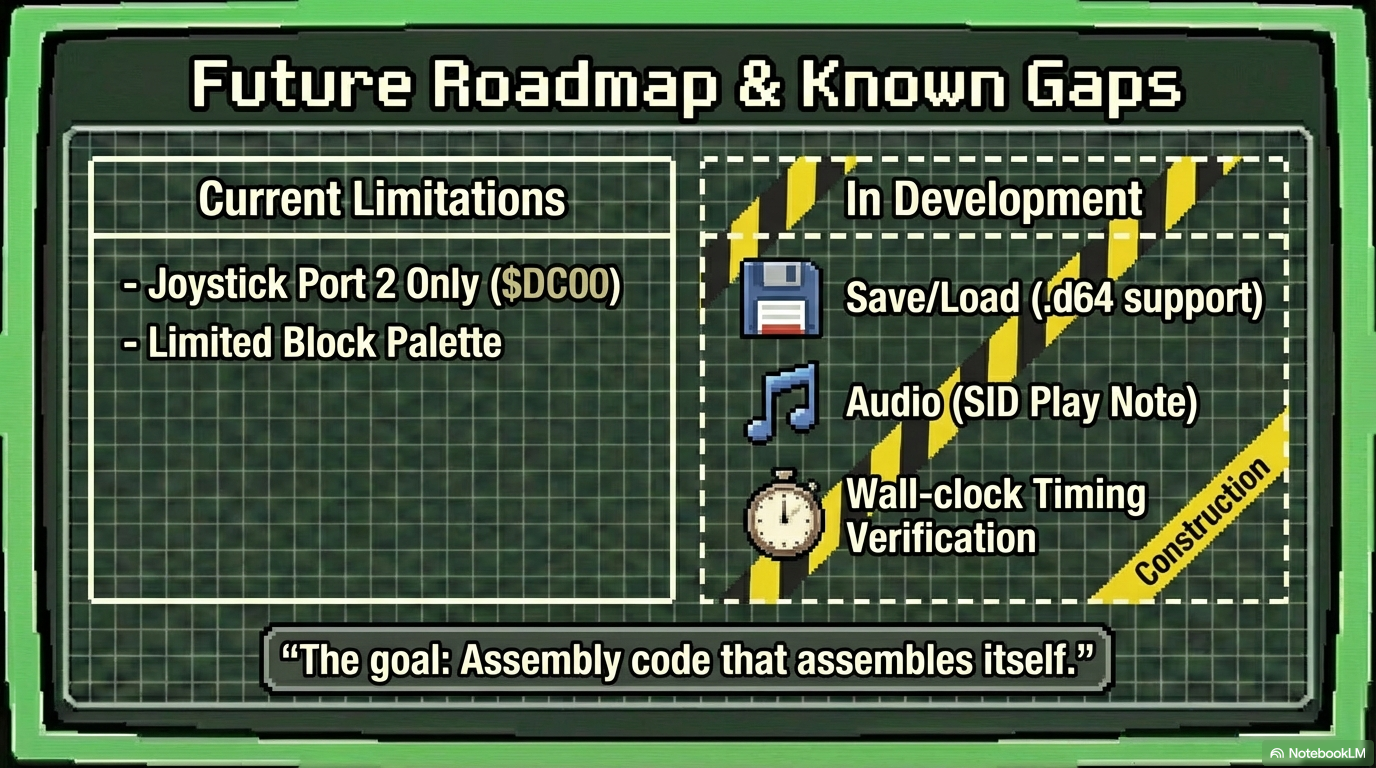 Future Roadmap & Known Gaps
Current Limitations
- Joystick Port 2 Only ($DC00)
- Limited Block Palette
In Development
Save/Load (.d64 support)
Audio (SID Play Note)
Wall-clock Timing
Verification
Construction
“The goal: Assembly code that assembles itself.”
NotebookLM